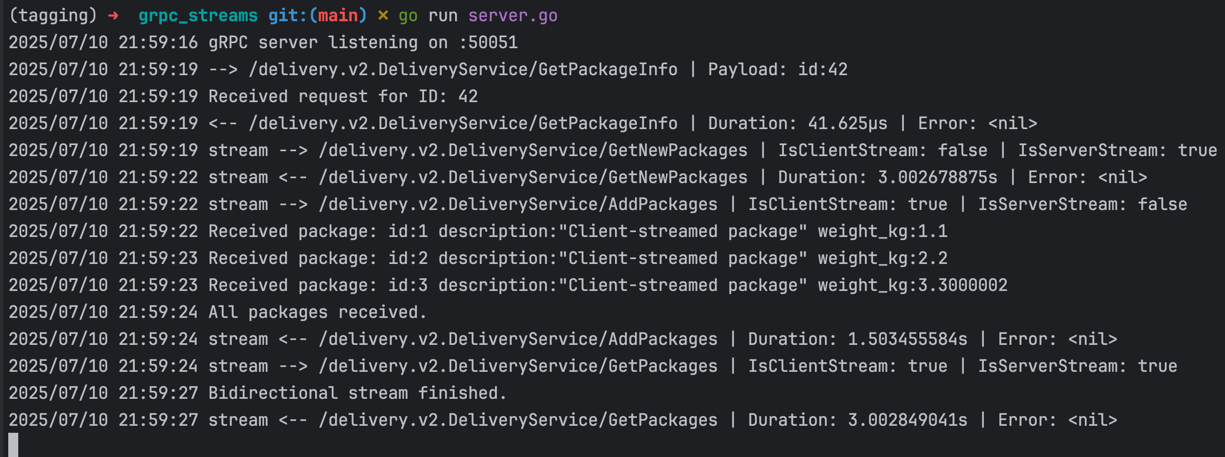 (tagging) → grpc_streams git:(main) × go run server.go
2025/07/10 21:59:16 gRPC server listening on :50051
2025/07/10 21:59:19 --> /delivery.v2.DeliveryService/GetPackageInfo | Payload: id:42
2025/07/10 21:59:19 Received request for ID: 42
2025/07/10 21:59:19 <-- /delivery.v2.DeliveryService/GetPackageInfo | Duration: 41.625µs | Error: <nil>
2025/07/10 21:59:19 stream --> /delivery.v2.DeliveryService/GetNewPackages | IsClientStream: false | IsServerStream: true
2025/07/10 21:59:22 stream <-- /delivery.v2.DeliveryService/GetNewPackages | Duration: 3.002678875s | Error: <nil>
2025/07/10 21:59:22 stream --> /delivery.v2.DeliveryService/AddPackages | IsClientStream: true | IsServerStream: false
2025/07/10 21:59:22 Received package: id:1 description:"Client-streamed package" weight_kg:1.1
2025/07/10 21:59:23 Received package: id:2 description:"Client-streamed package" weight_kg:2.2
2025/07/10 21:59:23 Received package: id:3 description:"Client-streamed package" weight_kg:3.3000002
2025/07/10 21:59:24 All packages received.
2025/07/10 21:59:24 stream <-- /delivery.v2.DeliveryService/AddPackages | Duration: 1.503455584s | Error: <nil>
2025/07/10 21:59:24 stream --> /delivery.v2.DeliveryService/GetPackages | IsClientStream: true | IsServerStream: true
2025/07/10 21:59:27 Bidirectional stream finished.
2025/07/10 21:59:27 stream <-- /delivery.v2.DeliveryService/GetPackages | Duration: 3.002849041s | Error: <nil>